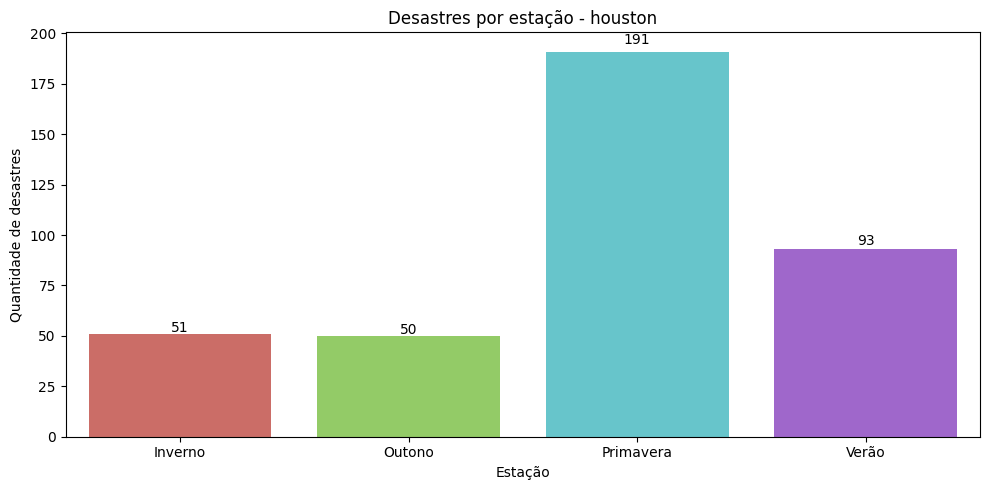 Desastres por estação - houston
Quantidade de desastres
200
175
150
125
100
75
50
25
0
51
50
191
93
Inverno
Outono
Primavera
Verão
Estação